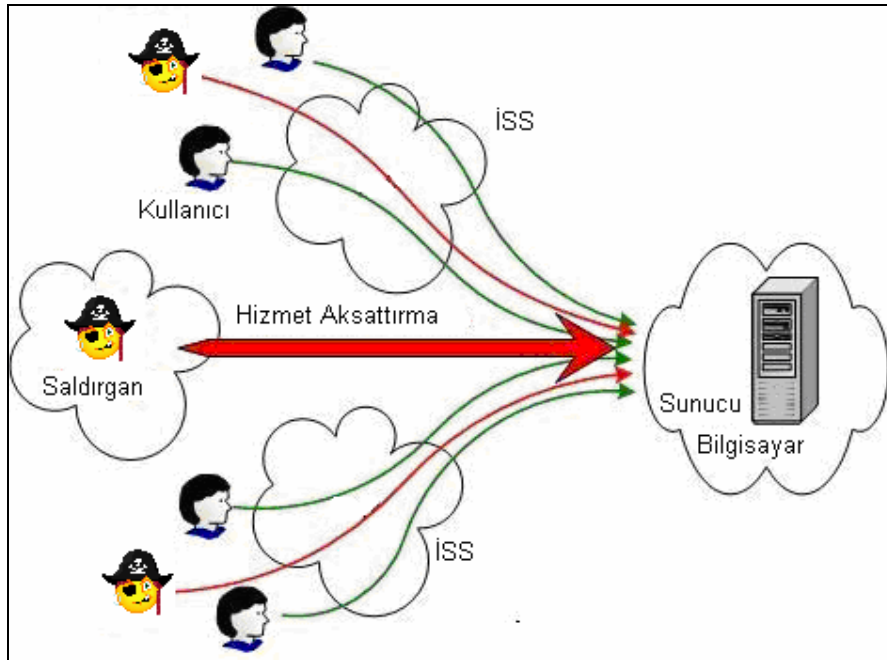 İSS
Kullanıcı
Hizmet Aksattırma
Saldırgan
Sunucu
Bilgisayar
İSS